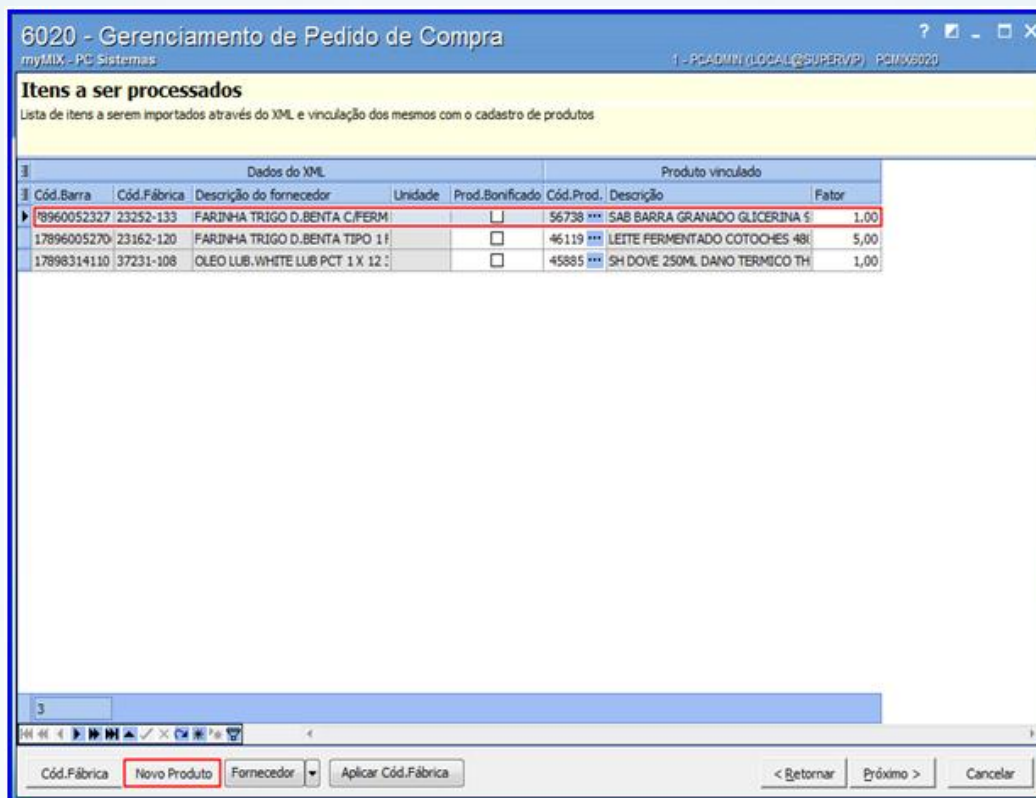 6020 - Gerenciamento de Pedido de Compra
myMIX - PC Sistemas 1 - PCADMIN (LOCAL@SUPERVIP) PCMIX6020
Itens a ser processados
Lista de itens a serem importados através do XML e vinculação dos mesmos com o cadastro de produtos
Dados do XML Produto vinculado
Cód.Barra Cód.Fábrica Descrição do fornecedor Unidade Prod.Bonificado Cód.Prod. Descrição Fator
78960052327 23252-133 FARINHA TRIGO D.BENTA C/FERM 56738 ... SAB BARRA GRANADO GLICERINA 1,00
1789600527 23162-120 FARINHA TRIGO D.BENTA TIPO 1 46119 ... LEITE FERMENTADO COTOCHES 480 5,00
17898314110 37231-108 OLEO LUB.WHITE LUB PCT 1 X 12 45885 ... SH DOVE 250ML DANO TERMICO TH 1,00
3
Cód.Fábrica Novo Produto Fornecedor Aplicar Cód.Fábrica < Retornar Próximo > Cancelar